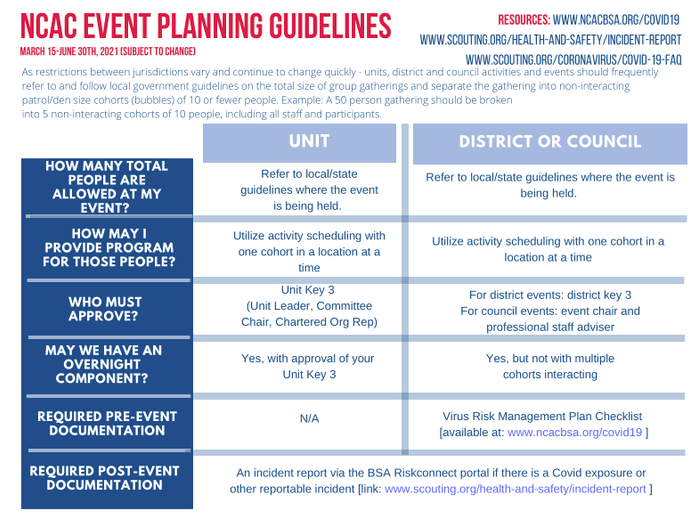 NCAC EVENT PLANNING GUIDELINES
MARCH 15-JUNE 30TH, 2021 (SUBJECT TO CHANGE)
RESOURCES: WWW.NCACBSA.ORG/COVID19
WWW.SCOUTING.ORG/HEALTH-AND-SAFETY/INCIDENT-REPORT
WWW.SCOUTING.ORG/CORONAVIRUS/COVID-19-FAQ
As restrictions between jurisdictions vary and continue to change quickly - units, district and council activities and events should frequently
refer to and follow local government guidelines on the total size of group gatherings and separate the gathering into non-interacting
patrol/den size cohorts (bubbles) of 10 or fewer people. Example: A 50 person gathering should be broken
into 5 non-interacting cohorts of 10 people, including all staff and participants.
UNIT
DISTRICT OR COUNCIL
HOW MANY TOTAL
PEOPLE ARE
ALLOWED AT MY
EVENT?
Refer to local/state
guidelines where the event
is being held.
Refer to local/state guidelines where the event is
being held.
HOW MAY I
PROVIDE PROGRAM
FOR THOSE PEOPLE?
Utilize activity scheduling with
one cohort in a location at a
time
Utilize activity scheduling with one cohort in a
location at a time
WHO MUST
APPROVE?
Unit Key 3
(Unit Leader, Committee
Chair, Chartered Org Rep)
For district events: district key 3
For council events: event chair and
professional staff adviser
MAY WE HAVE AN
OVERNIGHT
COMPONENT?
Yes, with approval of your
Unit Key 3
Yes, but not with multiple
cohorts interacting
REQUIRED PRE-EVENT
DOCUMENTATION
N/A
Virus Risk Management Plan Checklist
[available at: www.ncacbsa.org/covid19 ]
REQUIRED POST-EVENT
DOCUMENTATION
An incident report via the BSA Riskconnect portal if there is a Covid exposure or
other reportable incident [link: www.scouting.org/health-and-safety/incident-report ]